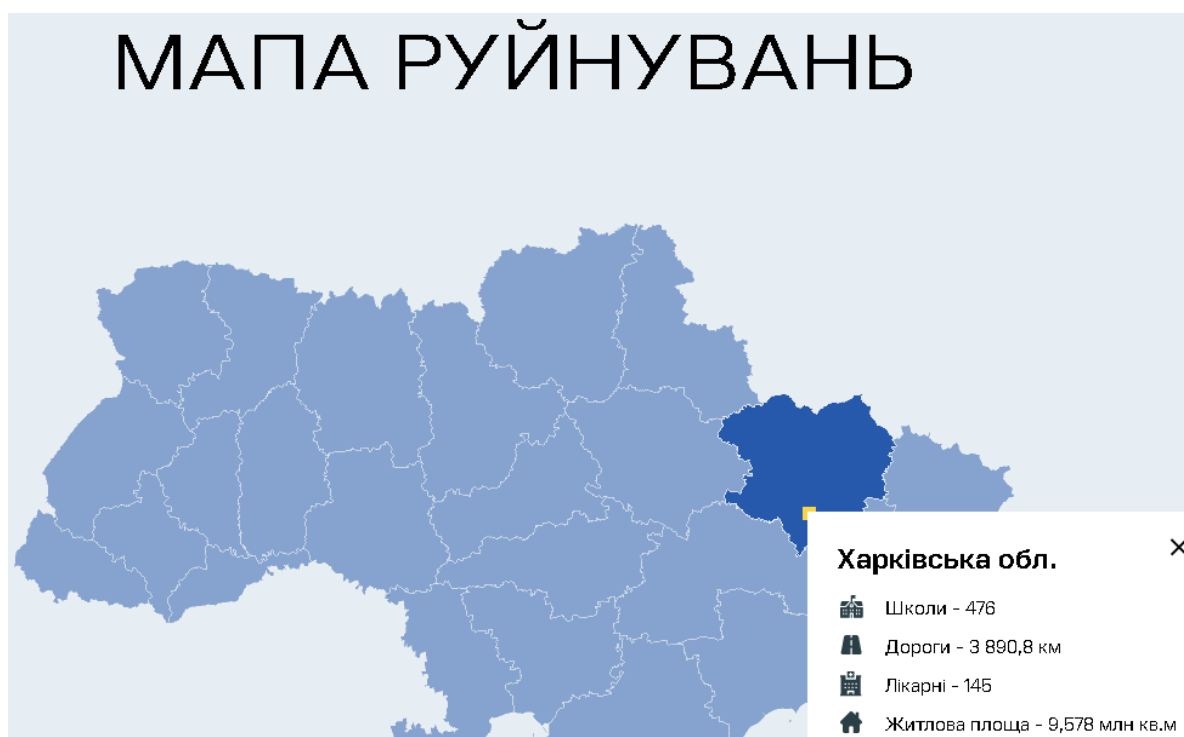 МАПА РУЙНУВАНЬ
Харківська обл.
Школи - 476
Дороги - 3 890,8 км
Лікарні - 145
Житлова площа - 9,578 млн кв.м